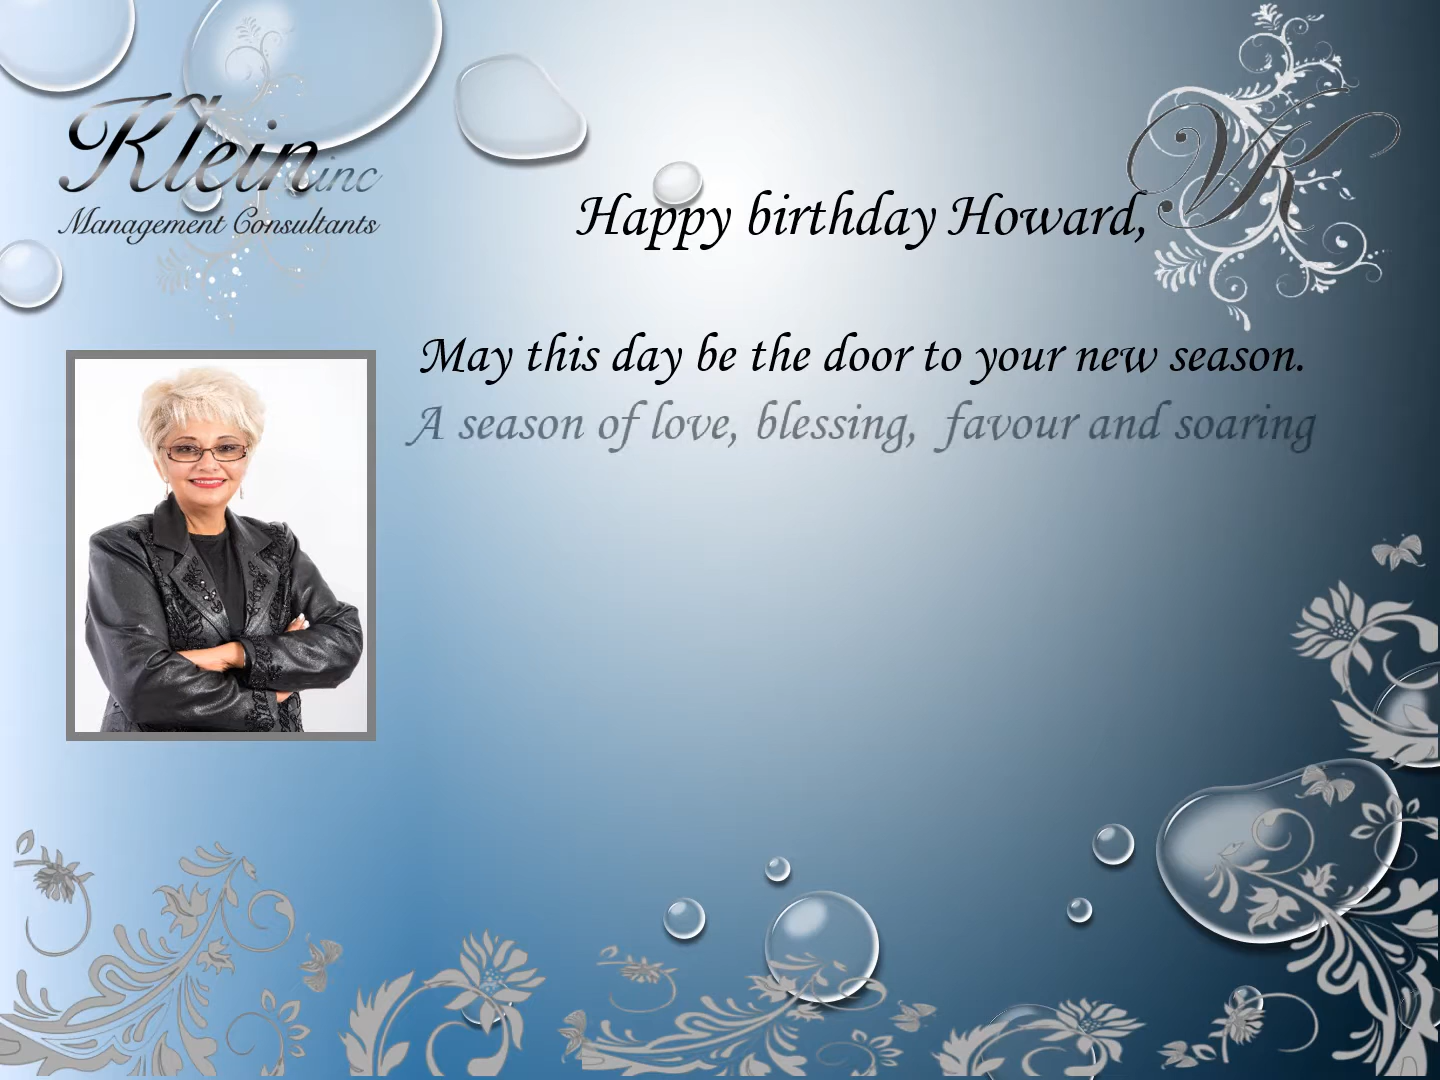 Klein inc
Management Consultants
VK
Happy birthday Howard,
May this day be the door to your new season.
A season of love, blessing, favour and soaring